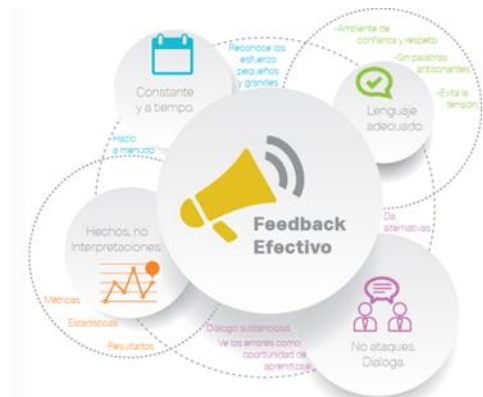 Reconoce los
esfuerzo
pequeños
y grandes
-Ambiente de
confianza y respeto.
-Sin palabras
antisonantes
-Evita la
tensión
Constante
y a tiempo.
Lenguaje
adecuado.
Hazlo
a menudo
Feedback
Efectivo
Hechos, no
Interpretaciones.
Da
alternativas
Métricas
Estadísticas
Resultados
Dialogo sustancioso
Ve los errores como
oportunidad de
aprendizaje
No ataques.
Dialoga.